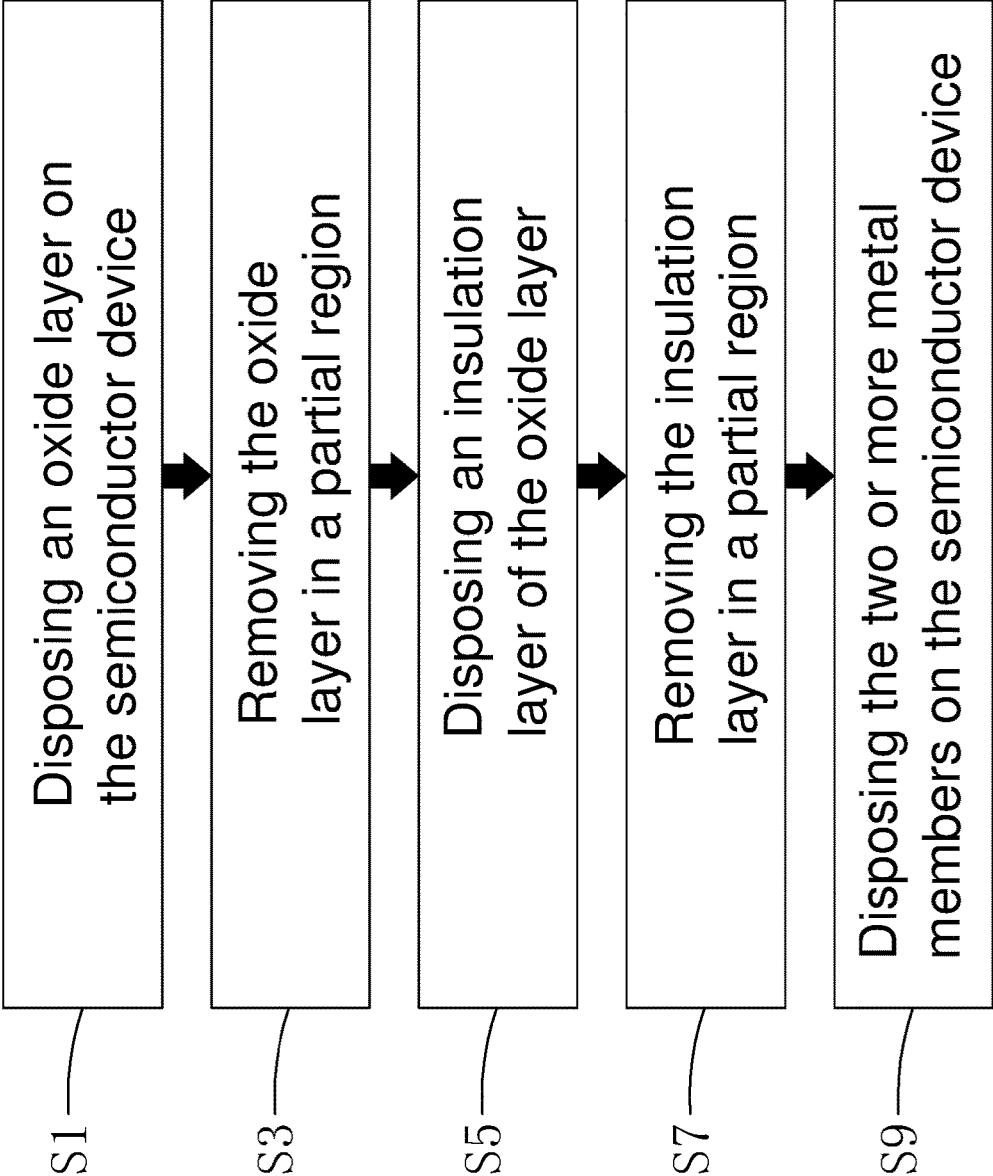 S1
Disposing an oxide layer on
the semiconductor device
S3
Removing the oxide
layer in a partial region
S5
Disposing an insulation
layer of the oxide layer
S7
Removing the insulation
layer in a partial region
S9
Disposing the two or more metal
members on the semiconductor device